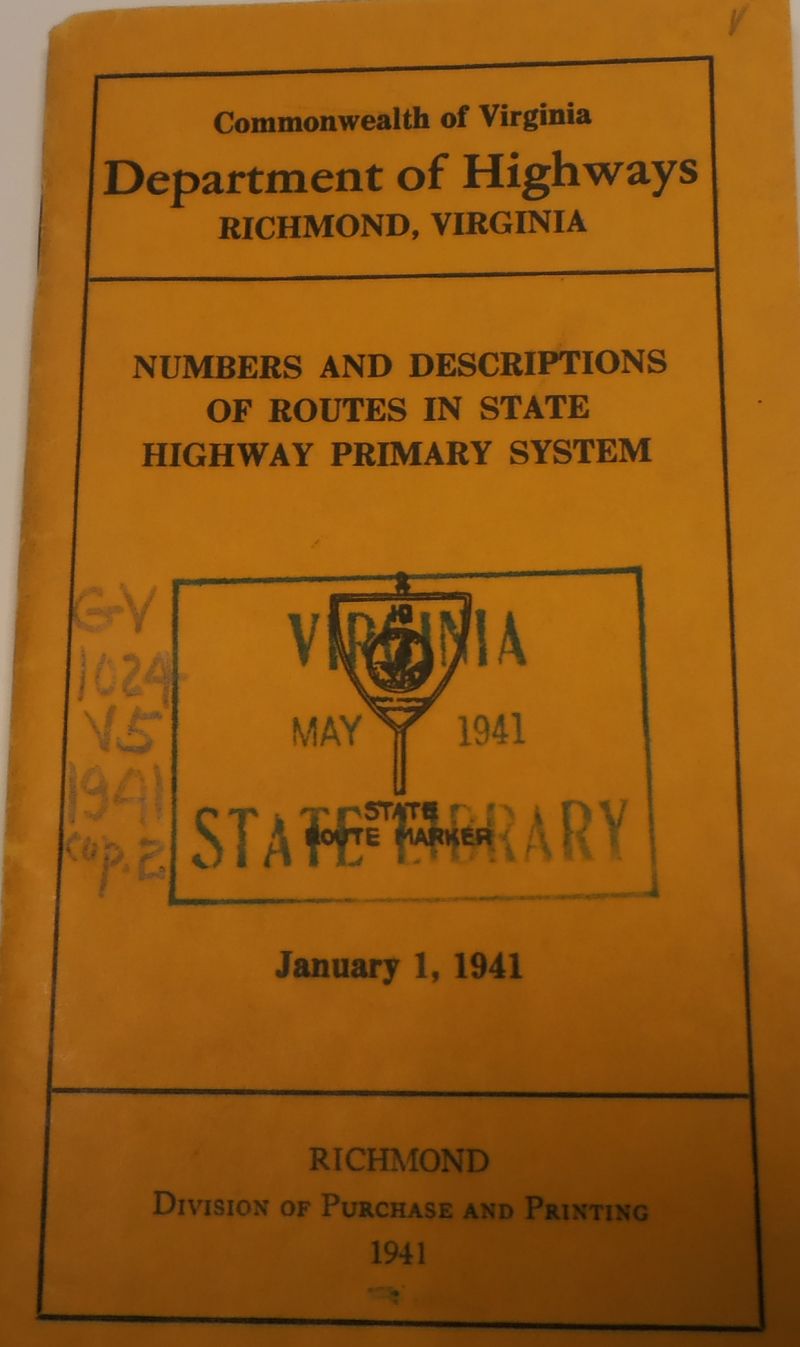 V
Commonwealth of Virginia
Department of Highways
RICHMOND, VIRGINIA
NUMBERS AND DESCRIPTIONS
OF ROUTES IN STATE
HIGHWAY PRIMARY SYSTEM
GV
1024
V5
1941
cop.2
VIRGINIA
10
MAY 1941
STATE LIBRARY
STATE
ROUTE MARKER
January 1, 1941
RICHMOND
DIVISION OF PURCHASE AND PRINTING
1941